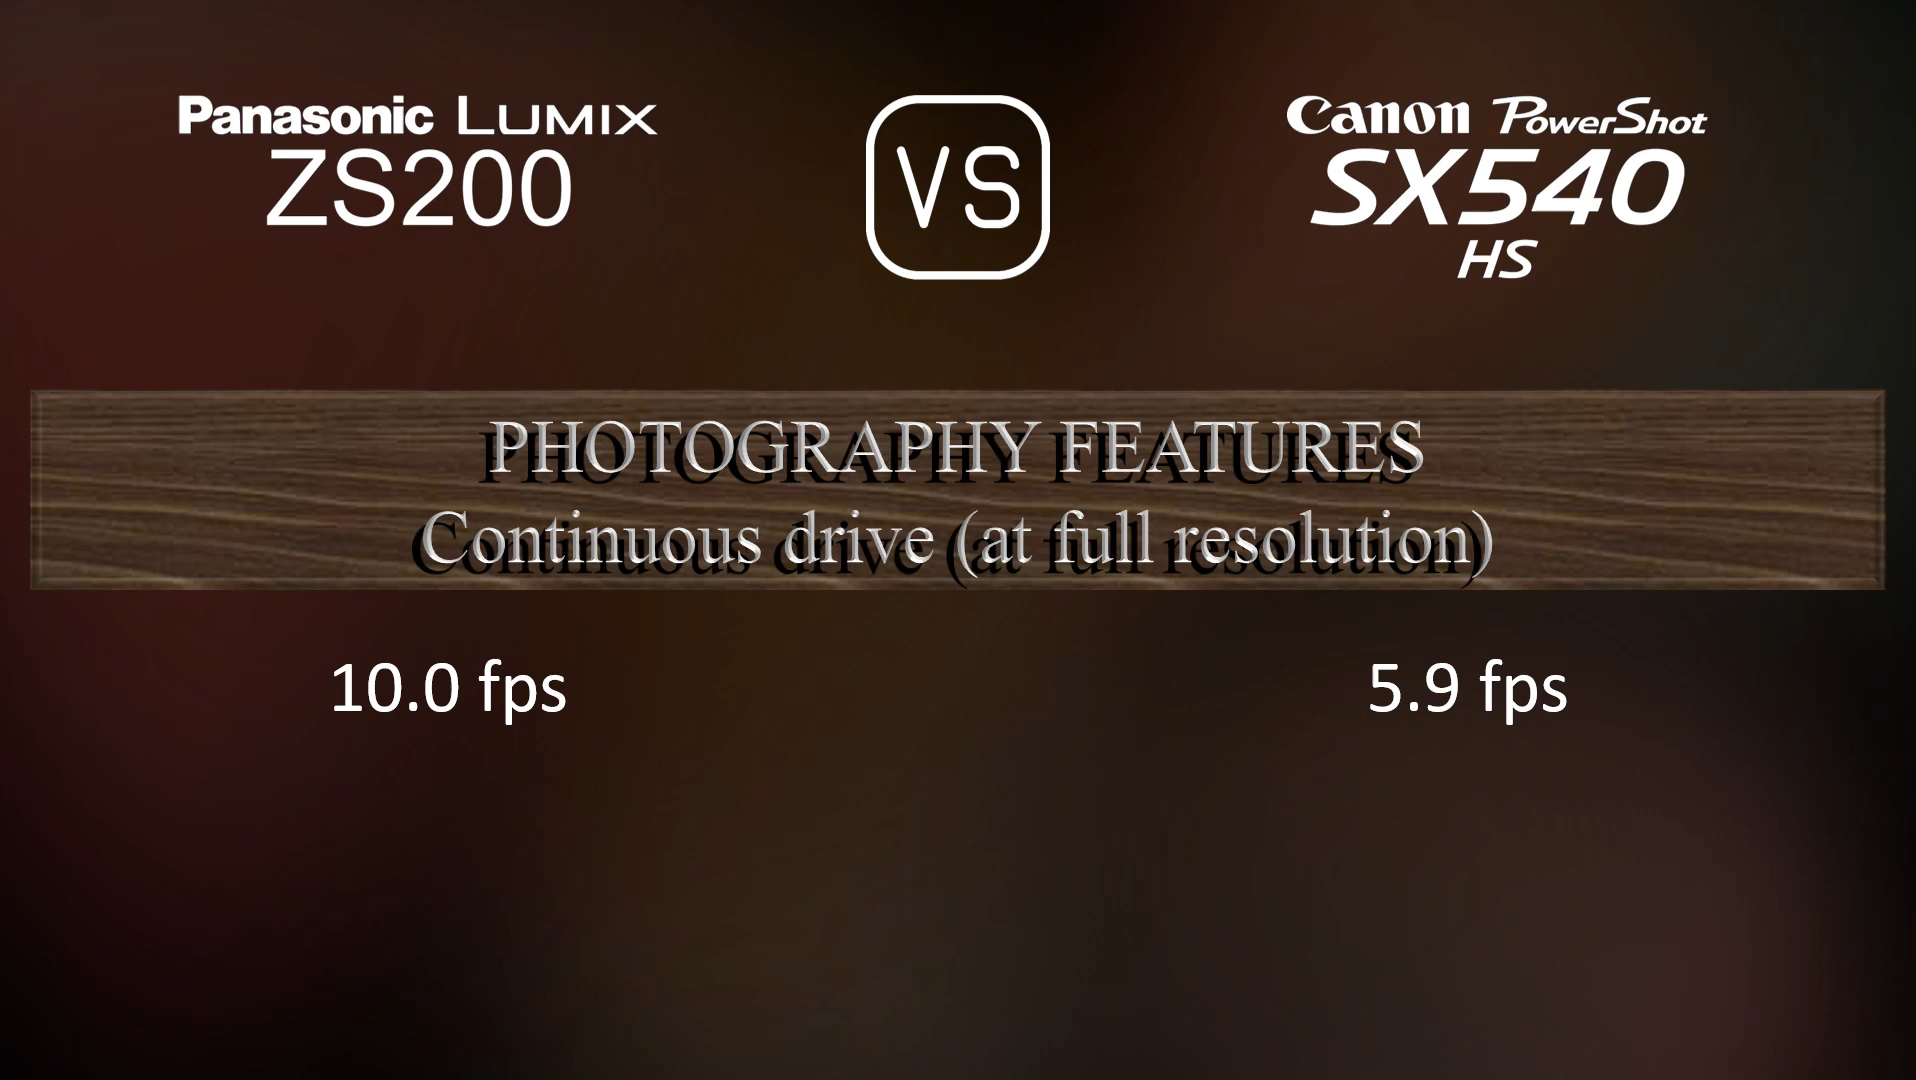 Panasonic LUMIX
ZS200
VS
Canon PowerShot
SX540
HS
PHOTOGRAPHY FEATURES
Continuous drive (at full resolution)
10.0 fps
5.9 fps